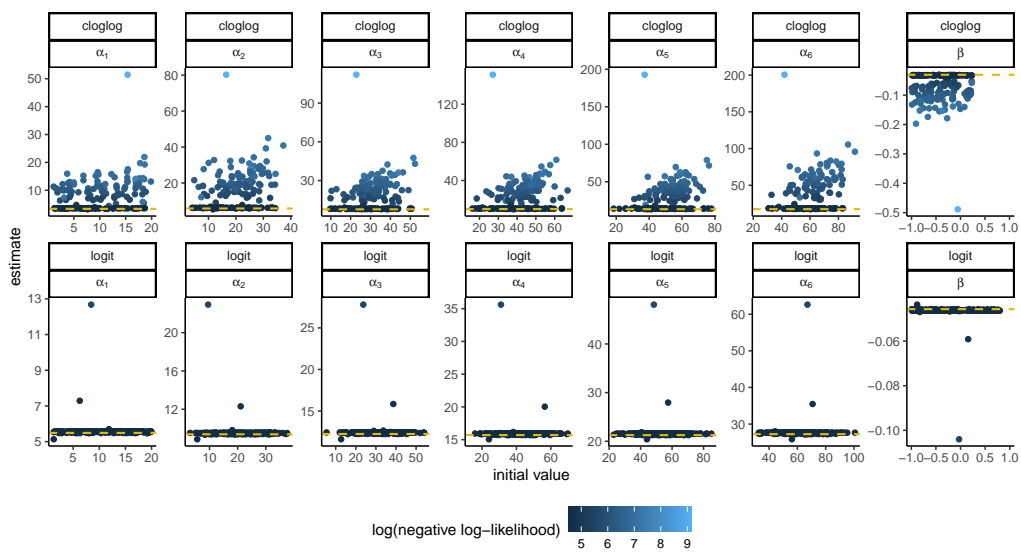 cloglog cloglog cloglog cloglog cloglog cloglog cloglog
α1 α2 α3 α4 α5 α6 β
50 40 30 20 10
80 60 40 20
90 60 30
120 80 40
200 150 100 50
200 150 100 50
−0.1 −0.2 −0.3 −0.4 −0.5
5 10 15 20
10 20 30 40
10 20 30 40 50
20 30 40 50 60
20 40 60 80
20 40 60 80
−1.0 −0.5 0.0 0.5 1.0
estimate
logit logit logit logit logit logit logit
α1 α2 α3 α4 α5 α6 β
13 11 9 7 5
22 18 12
25 20 15
35 30 25 20 15
40 30 20
60 50 40 30
−0.06 −0.08 −0.10
5 10 15 20
10 20 30
10 20 30 40 50
20 40 60
20 40 60 80
40 60 80 100
−1.0 −0.5 0.0 0.5 1.0
initial value
log(negative log−likelihood)
5 6 7 8 9